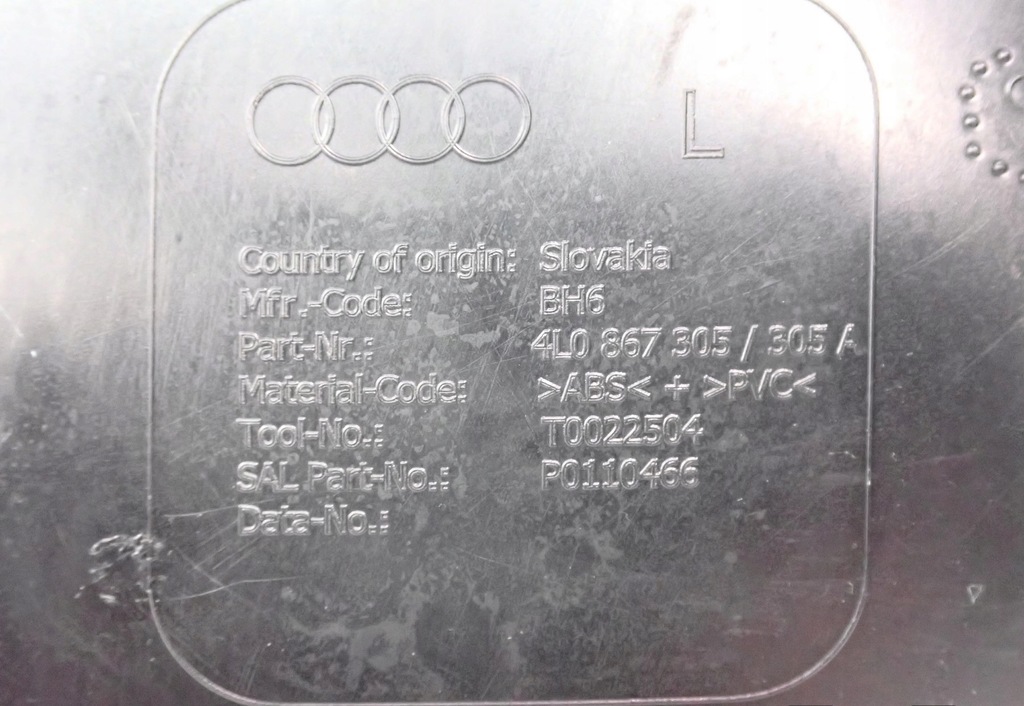 L
Country of origin: Slovakia
Mfr.-Code: BH6
Part-Nr.: 4L0 867 305 / 305 A
Material-Code: >ABS< + >PVC<
Tool-No.: T0022504
SAL Part-No.: P0110466
Data-No.: